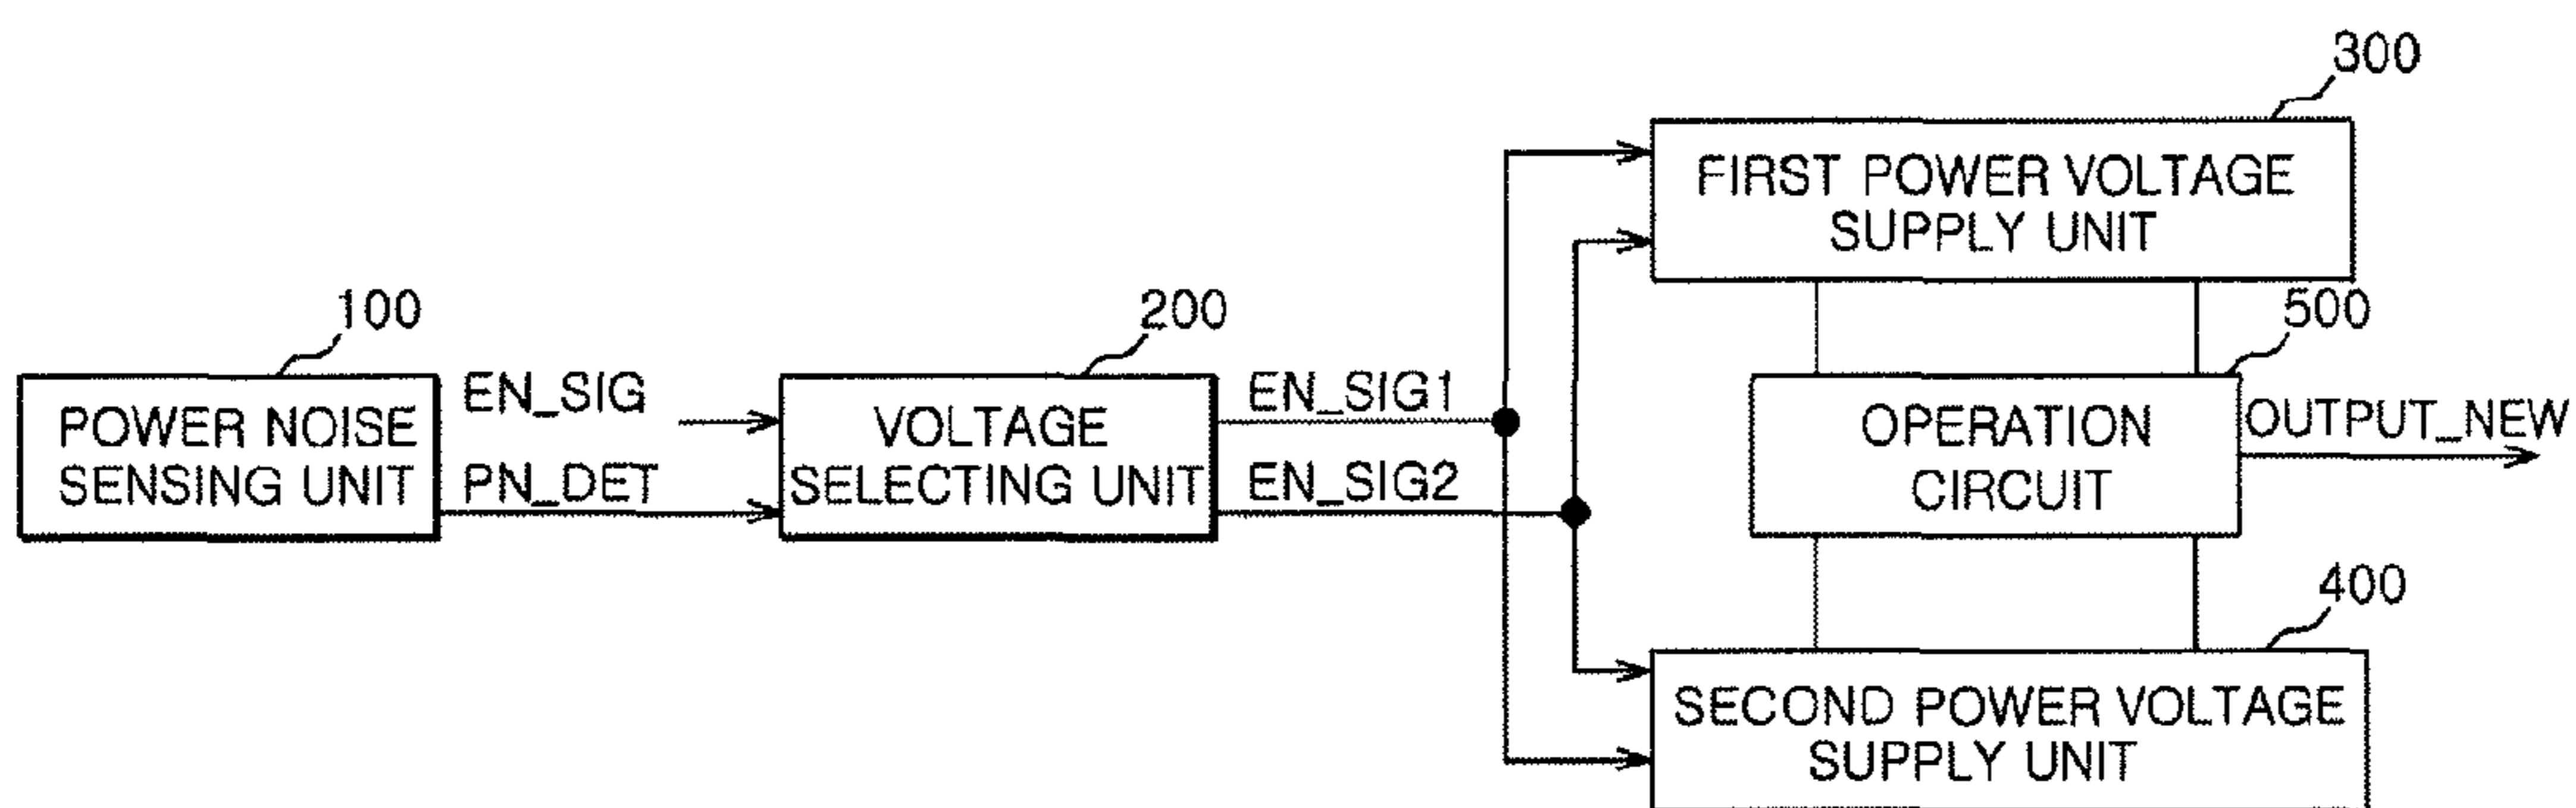 300
FIRST POWER VOLTAGE
SUPPLY UNIT
100
200
500
POWER NOISE
SENSING UNIT
EN_SIG
PN_DET
VOLTAGE
SELECTING UNIT
EN_SIG1
EN_SIG2
OPERATION
CIRCUIT
OUTPUT_NEW
400
SECOND POWER VOLTAGE
SUPPLY UNIT